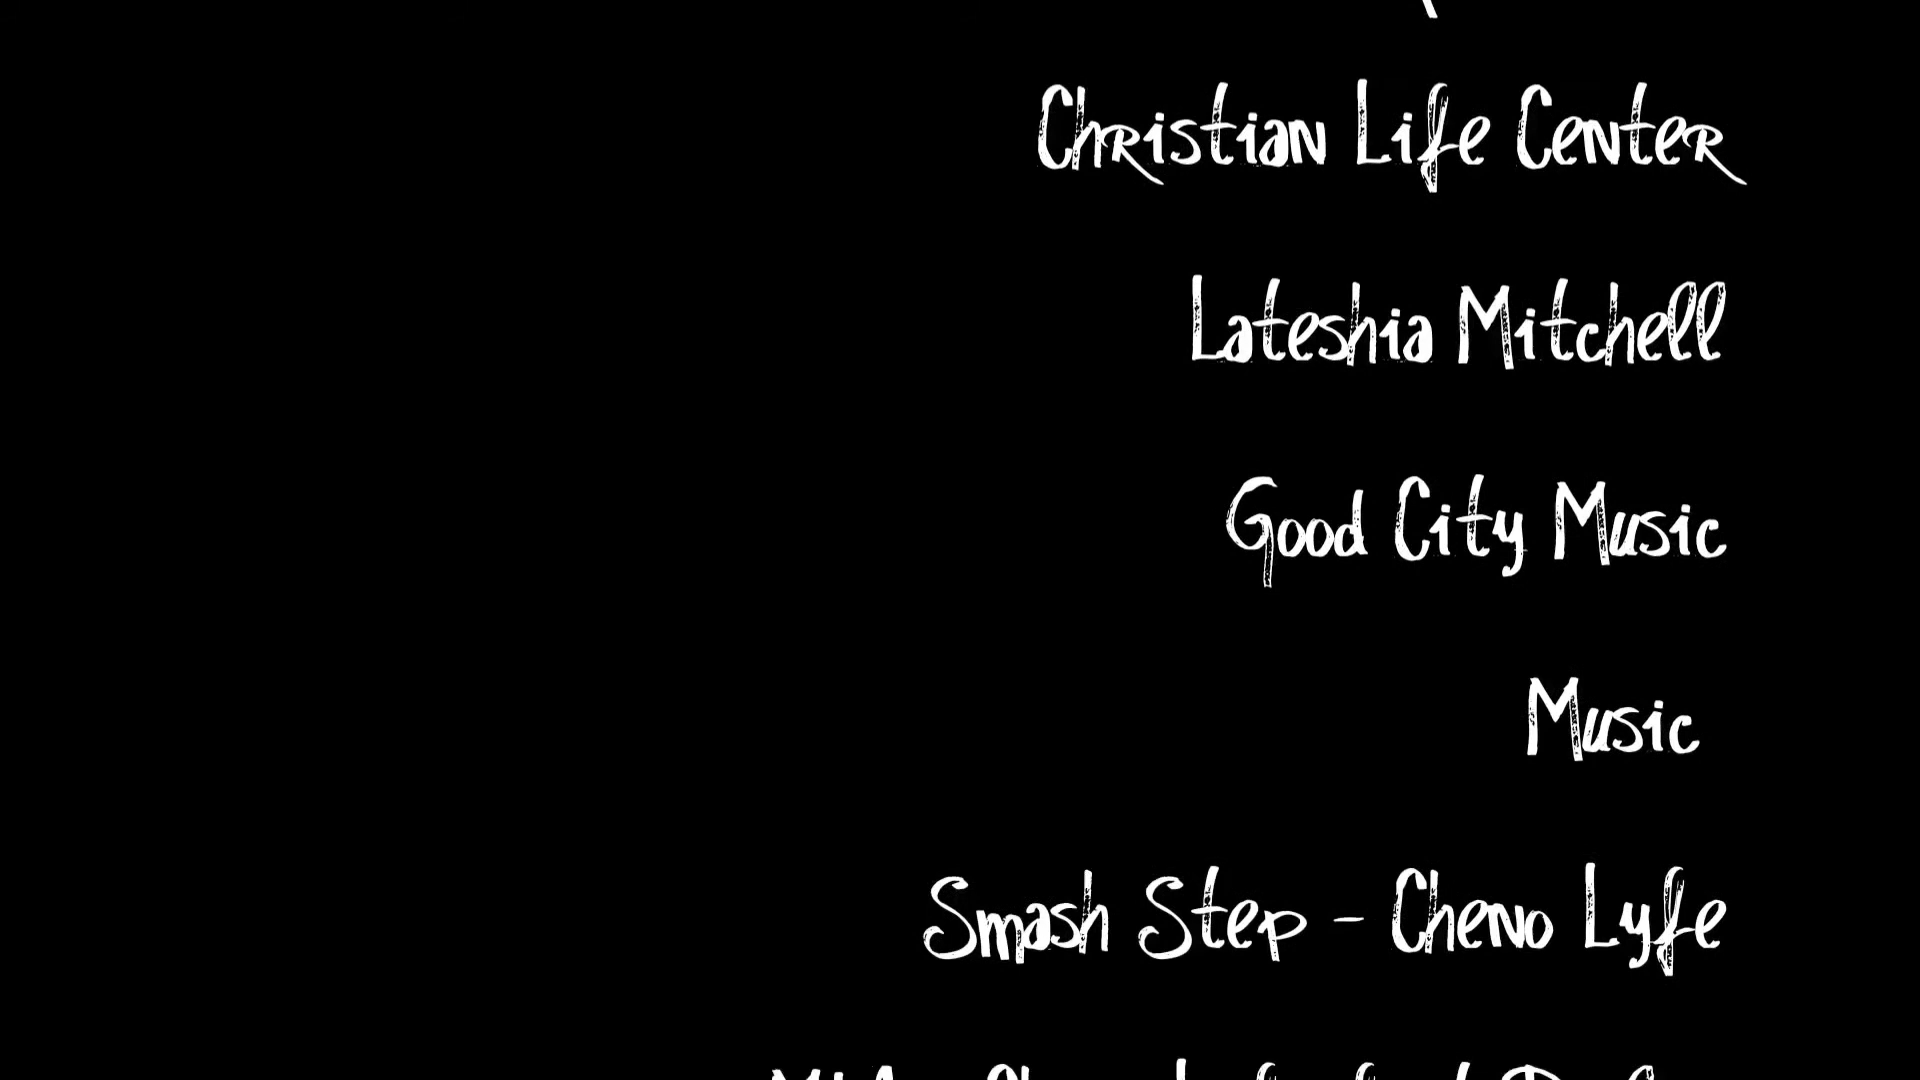 Christian Life Center
Lateshia Mitchell
Good City Music
Music
Smash Step - Cheno Lyfe